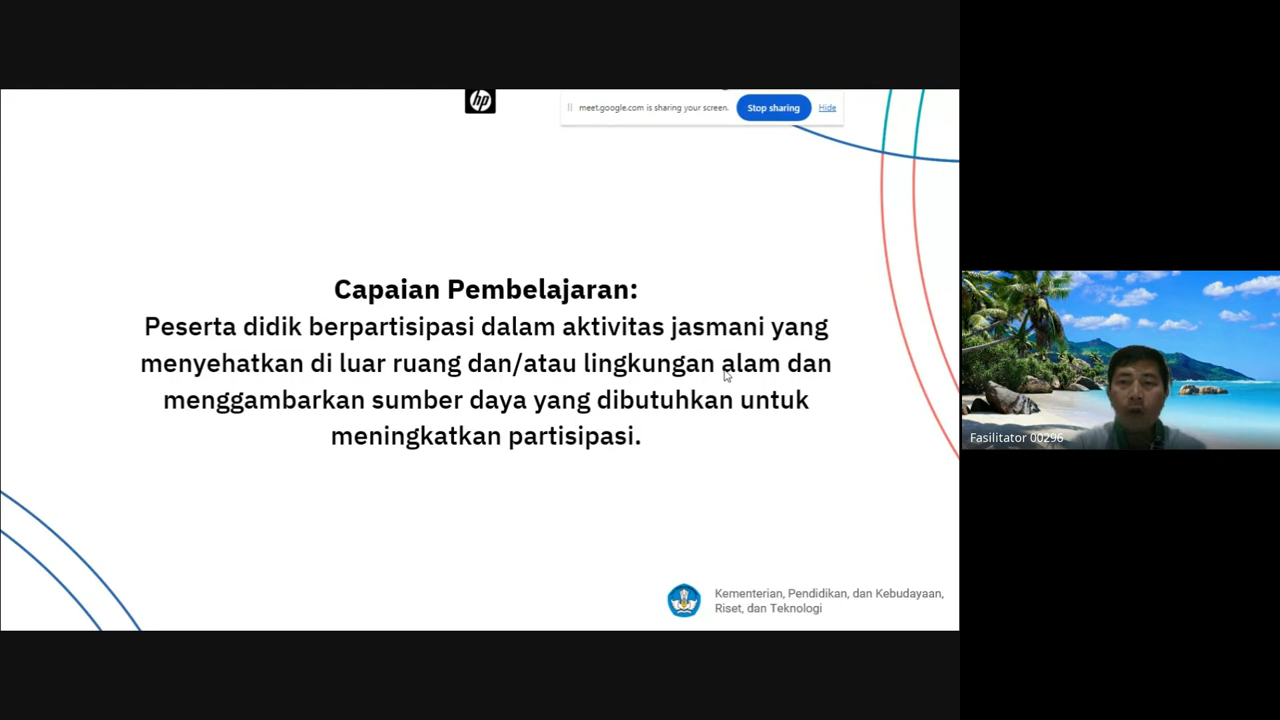 hp
meet.google.com is sharing your screen.
Stop sharing
Hide
Capaian Pembelajaran:
Peserta didik berpartisipasi dalam aktivitas jasmani yang
menyehatkan di luar ruang dan/atau lingkungan alam dan
menggambarkan sumber daya yang dibutuhkan untuk
meningkatkan partisipasi.
Fasilitator 00296
Kementerian, Pendidikan, dan Kebudayaan,
Riset, dan Teknologi